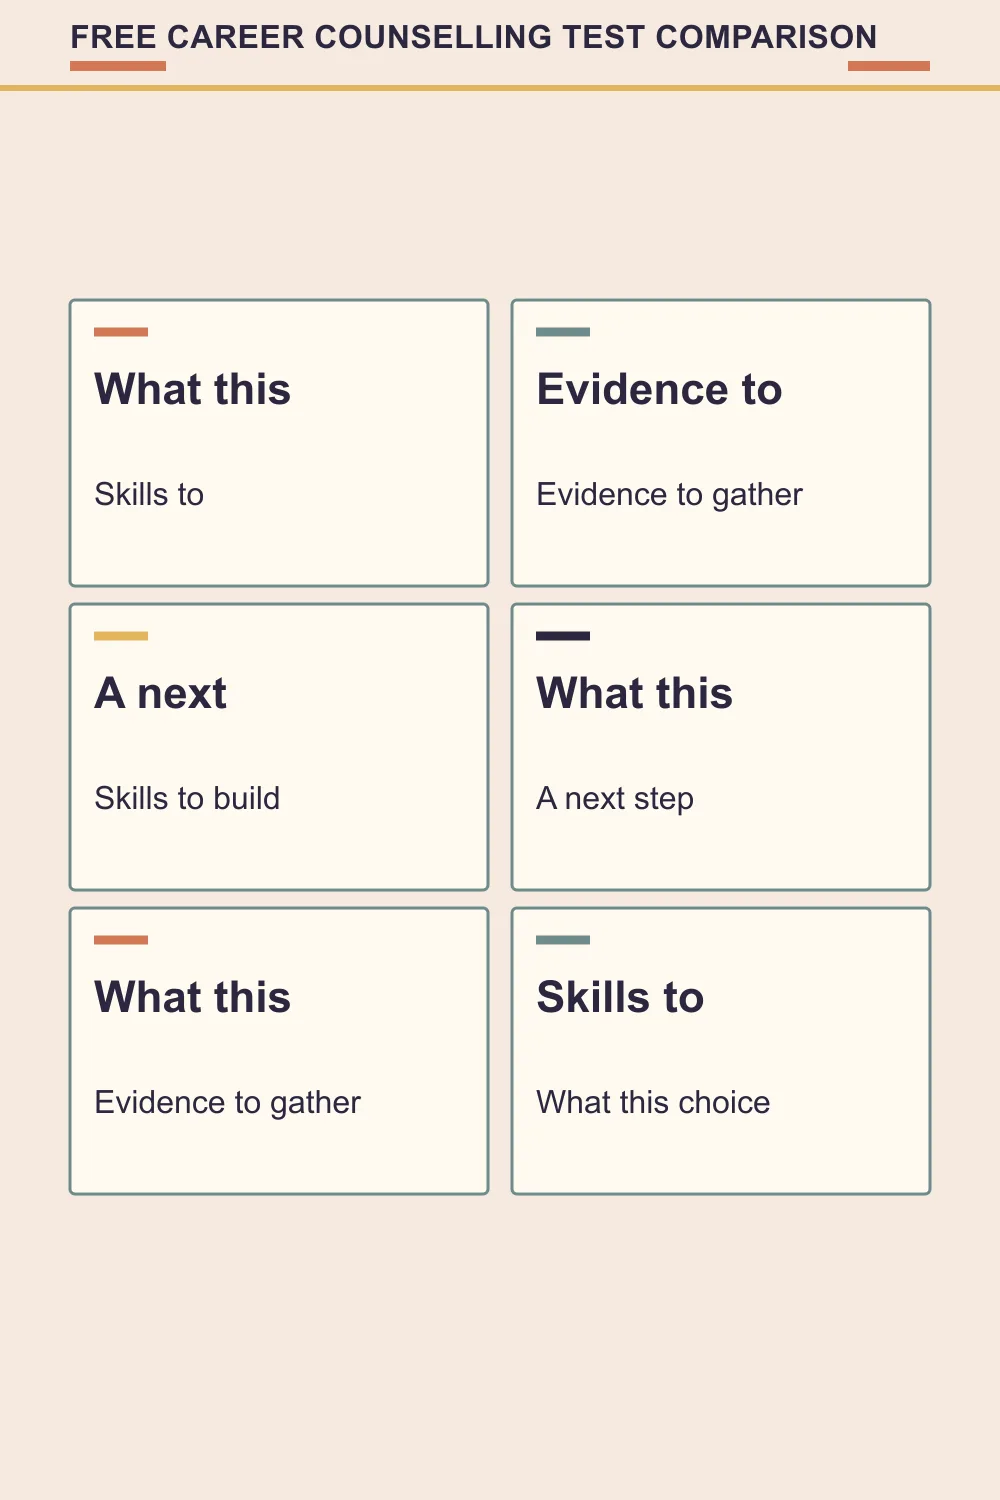 FREE CAREER COUNSELLING TEST COMPARISON
What this
Skills to
Evidence to
Evidence to gather
A next
Skills to build
What this
A next step
What this
Evidence to gather
Skills to
What this choice